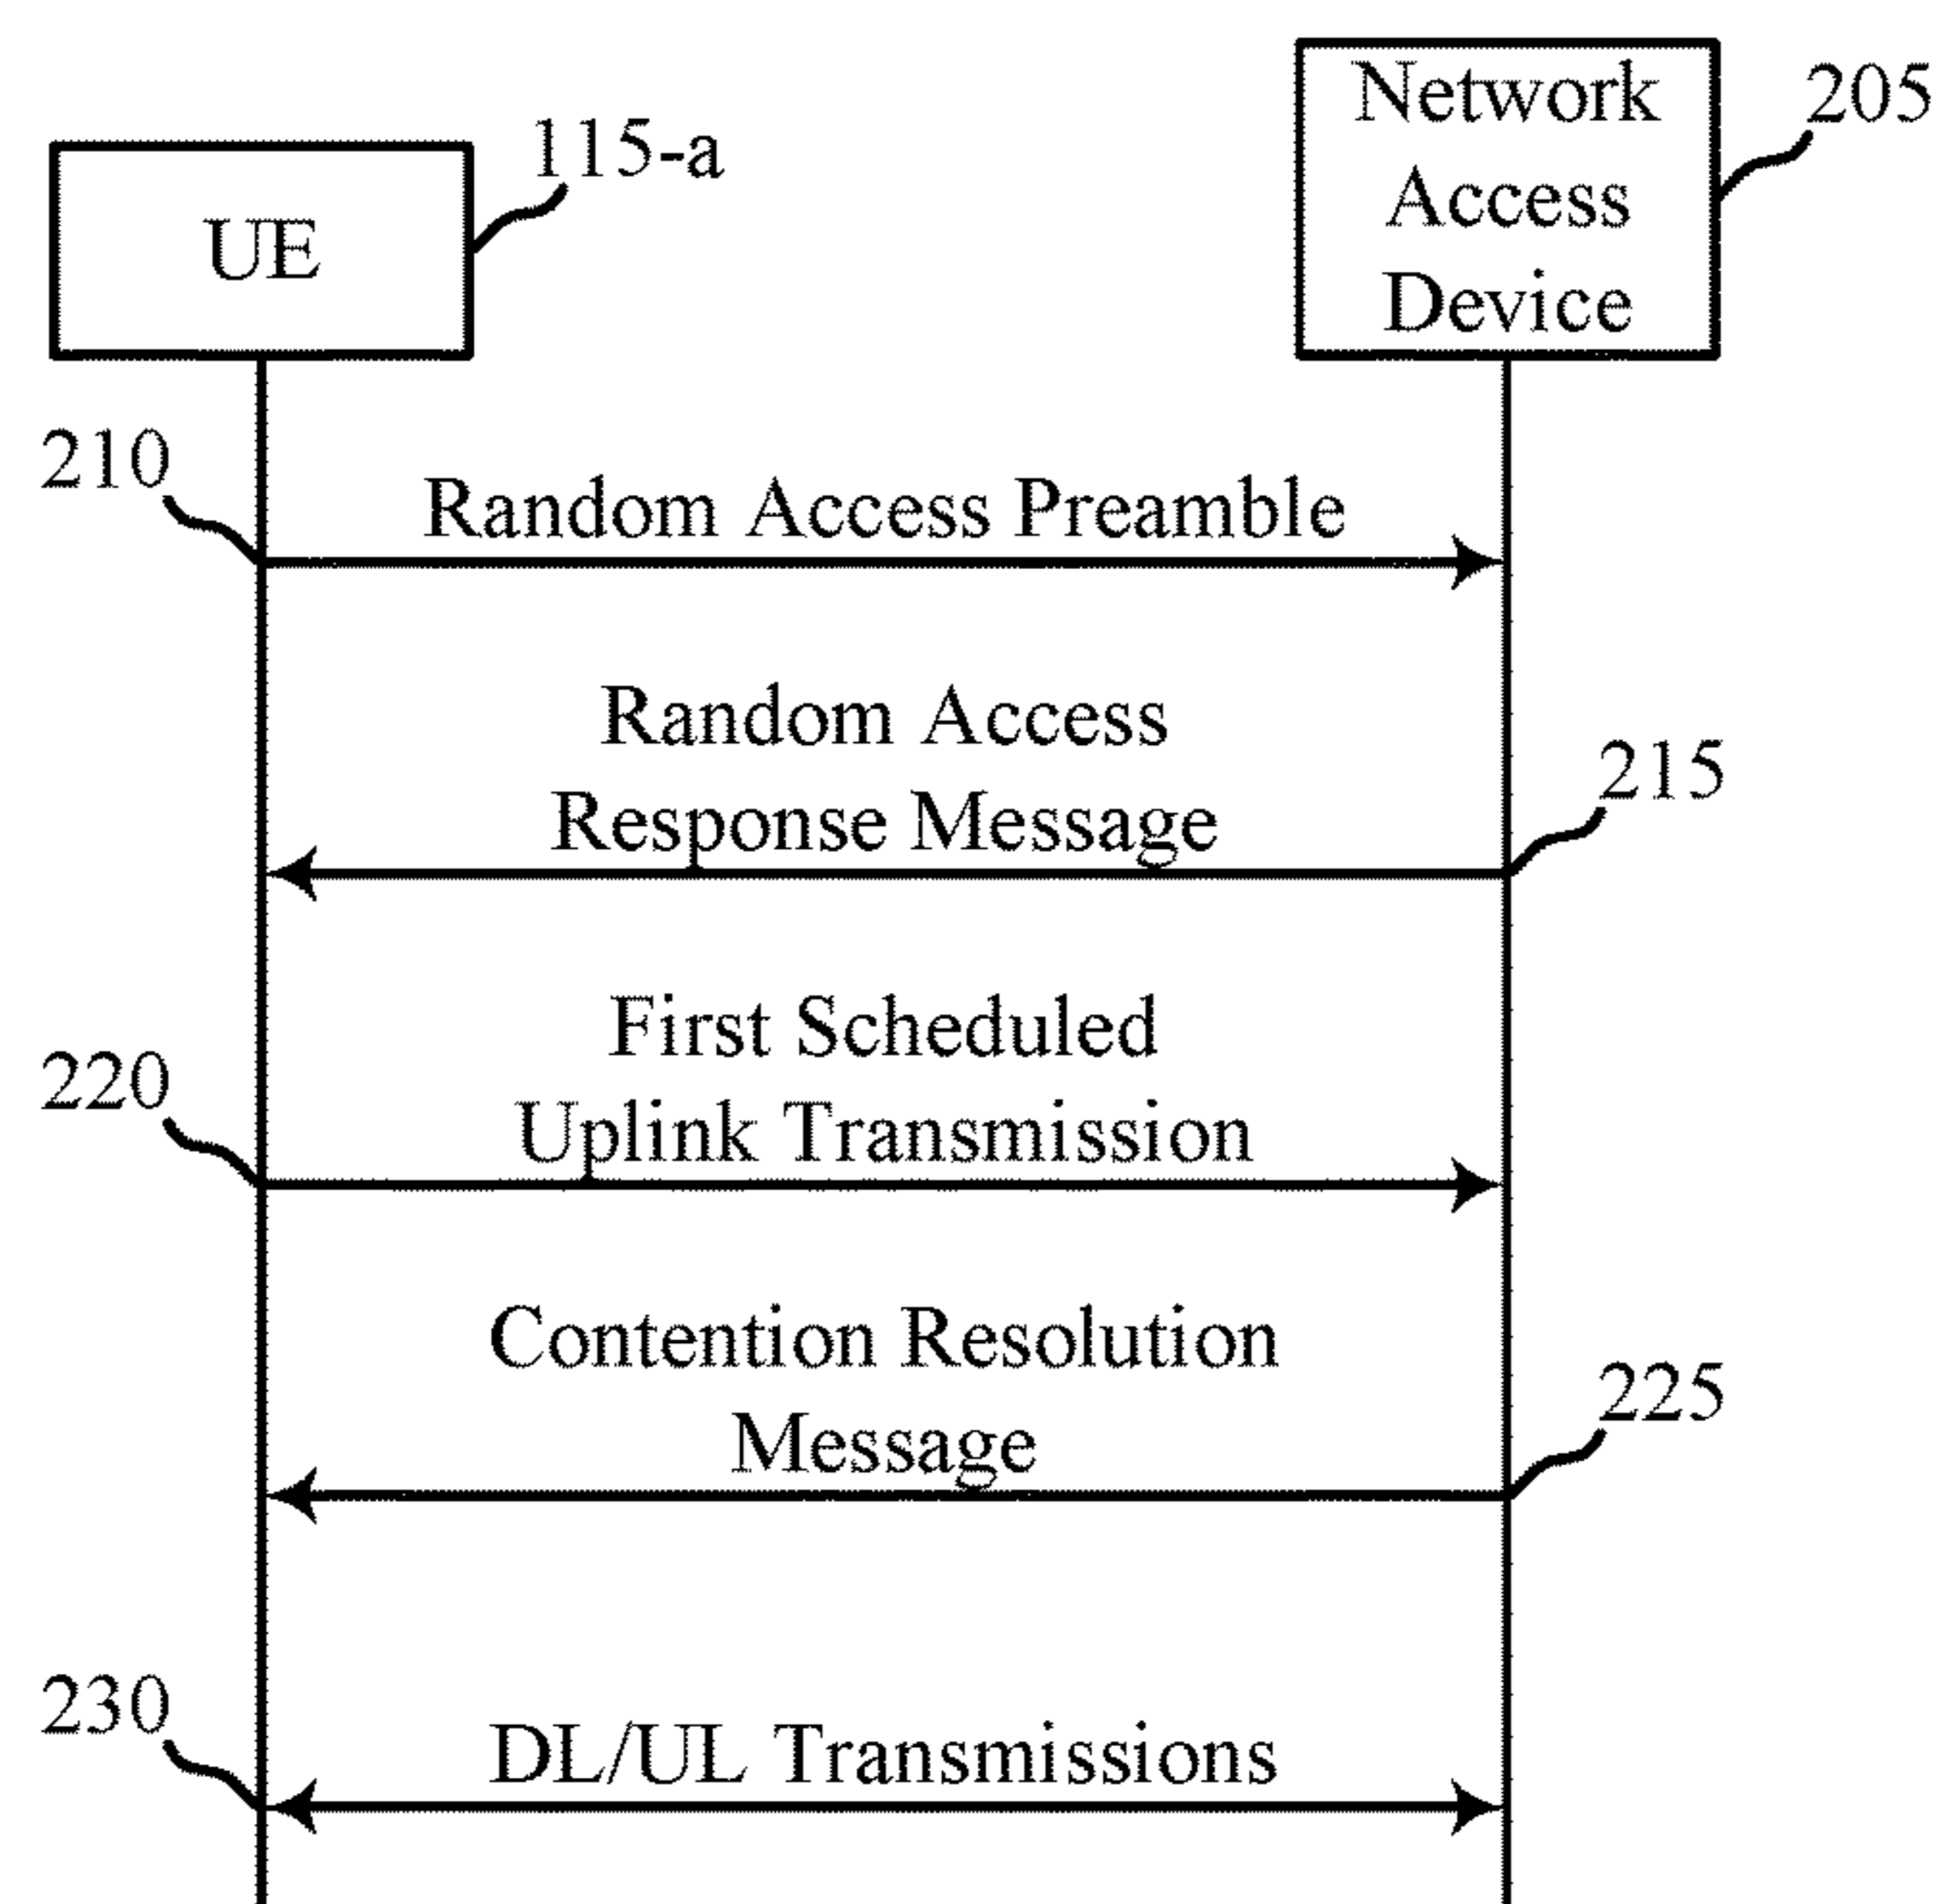 UE
115-a
Network
Access
Device
205
210
Random Access Preamble
Random Access
Response Message
215
First Scheduled
Uplink Transmission
220
Contention Resolution
Message
225
230
DL/UL Transmissions